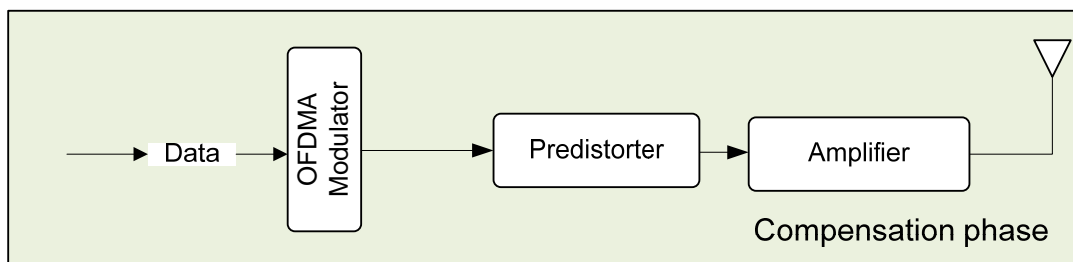 Data
OFDMA
Modulator
Predistorter
Amplifier
Compensation phase